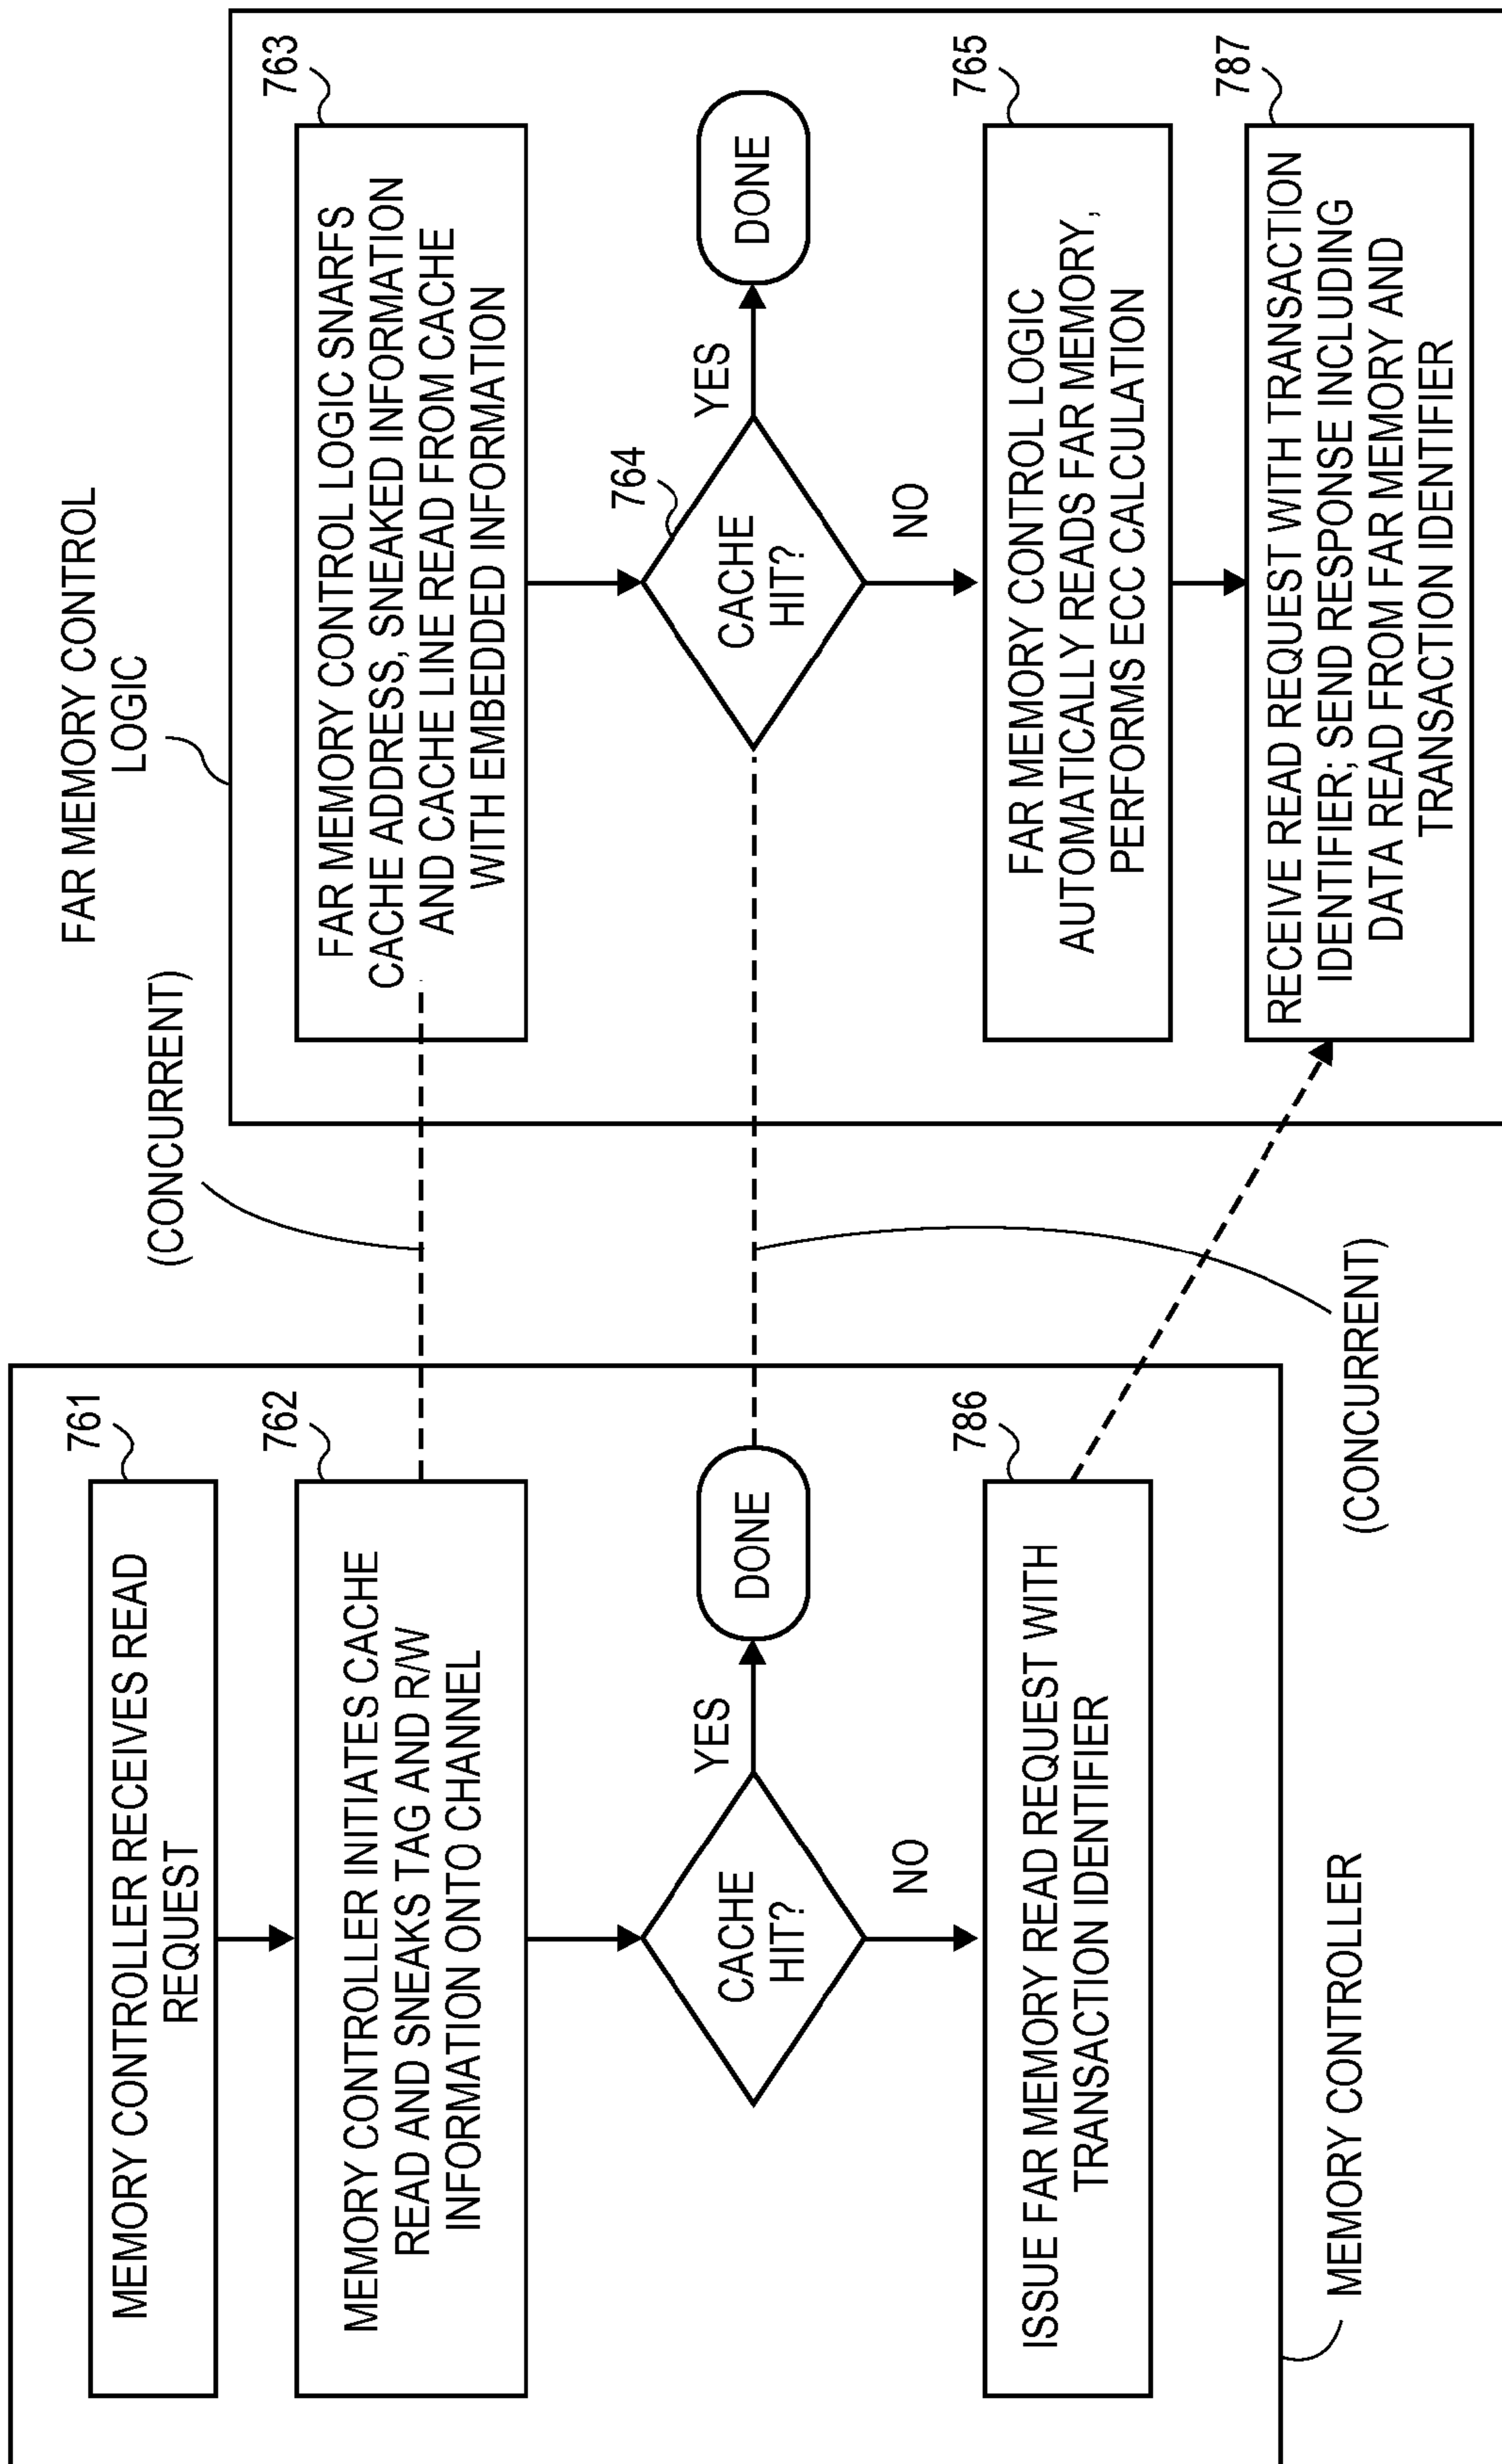 761
MEMORY CONTROLLER RECEIVES READ
REQUEST
762
MEMORY CONTROLLER INITIATES CACHE
READ AND SNEAKS TAG AND R/W
INFORMATION ONTO CHANNEL
CACHE
HIT?
YES
DONE
NO
786
ISSUE FAR MEMORY READ REQUEST WITH
TRANSACTION IDENTIFIER
MEMORY CONTROLLER
(CONCURRENT)
(CONCURRENT)
FAR MEMORY CONTROL
LOGIC
763
FAR MEMORY CONTROL LOGIC SNARFS
CACHE ADDRESS, SNEAKED INFORMATION
AND CACHE LINE READ FROM CACHE
WITH EMBEDDED INFORMATION
764
CACHE
HIT?
YES
DONE
NO
765
FAR MEMORY CONTROL LOGIC
AUTOMATICALLY READS FAR MEMORY,
PERFORMS ECC CALCULATION
787
RECEIVE READ REQUEST WITH TRANSACTION
IDENTIFIER; SEND RESPONSE INCLUDING
DATA READ FROM FAR MEMORY AND
TRANSACTION IDENTIFIER